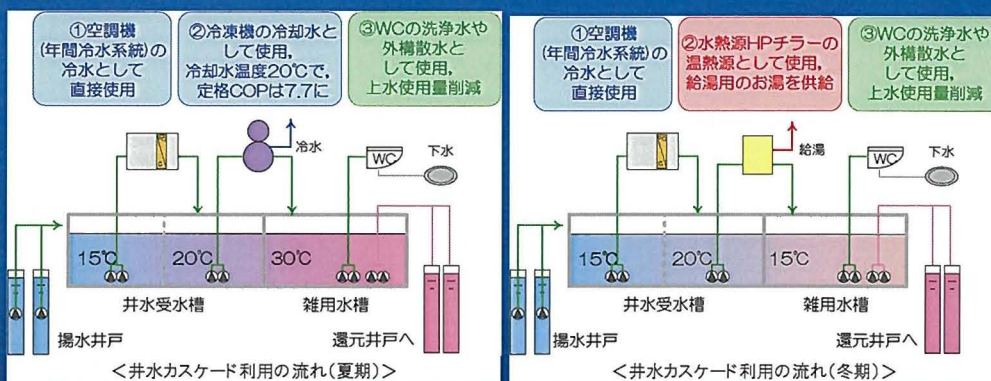 ①空調機
(年間冷水系統)の
冷水として
直接使用
②冷凍機の冷却水と
して使用,
冷却水温度20℃で,
定格COPは7.7に
③WCの洗浄水や
外構散水と
して使用,
上水使用量削減
冷水
WC
下水
15℃
20℃
30℃
井水受水槽
雑用水槽
揚水井戸
還元井戸へ
<井水カスケード利用の流れ(夏期)>
①空調機
(年間冷水系統)の
冷水として
直接使用
②水熱源HPチラーの
温熱源として使用,
給湯用のお湯を供給
③WCの洗浄水や
外構散水と
して使用,
上水使用量削減
給湯
WC
下水
15℃
20℃
15℃
井水受水槽
雑用水槽
揚水井戸
還元井戸へ
<井水カスケード利用の流れ(冬期)>